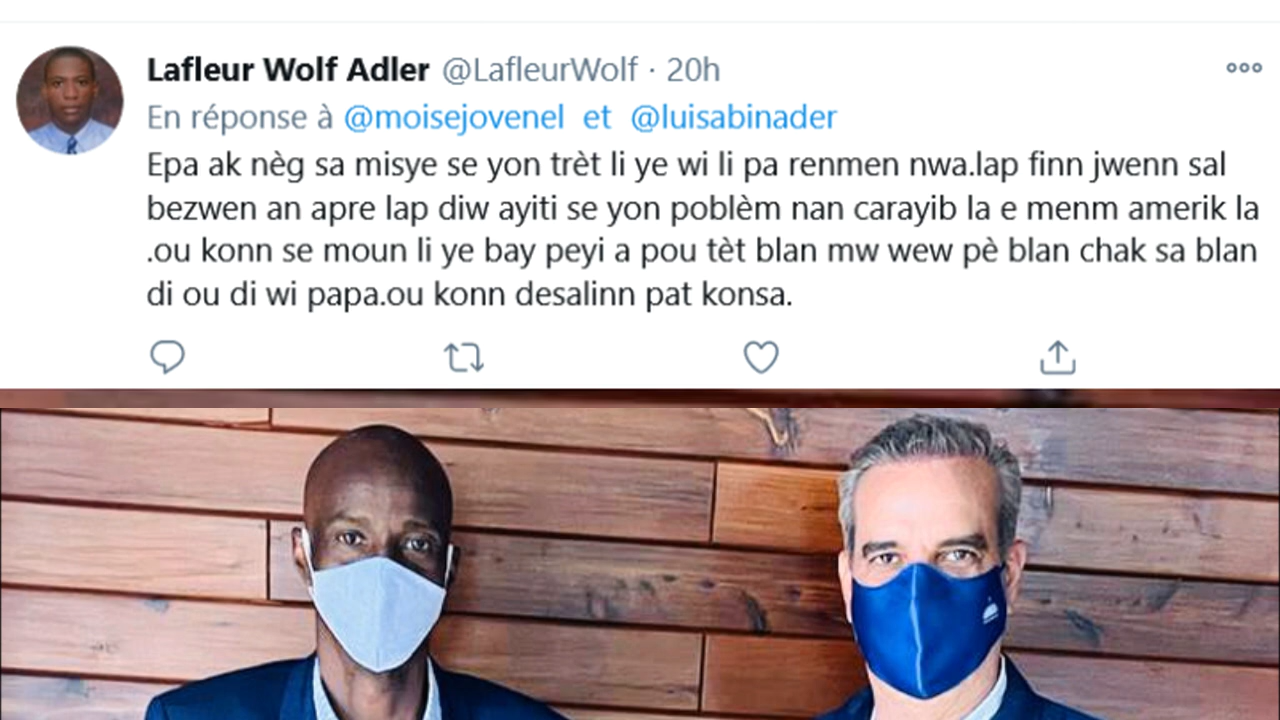 Lafleur Wolf Adler @LafleurWolf · 20h
En réponse à @moisejovenel et @luisabinader
Epa ak nèg sa misye se yon trèt li ye wi li pa renmen nwa.lap finn jwenn sal
bezwen an apre lap diw ayiti se yon poblèm nan carayib la e menm amerik la
.ou konn se moun li ye bay peyi a pou tèt blan mw wew pè blan chak sa blan
di ou di wi papa.ou konn desalinn pat konsa.